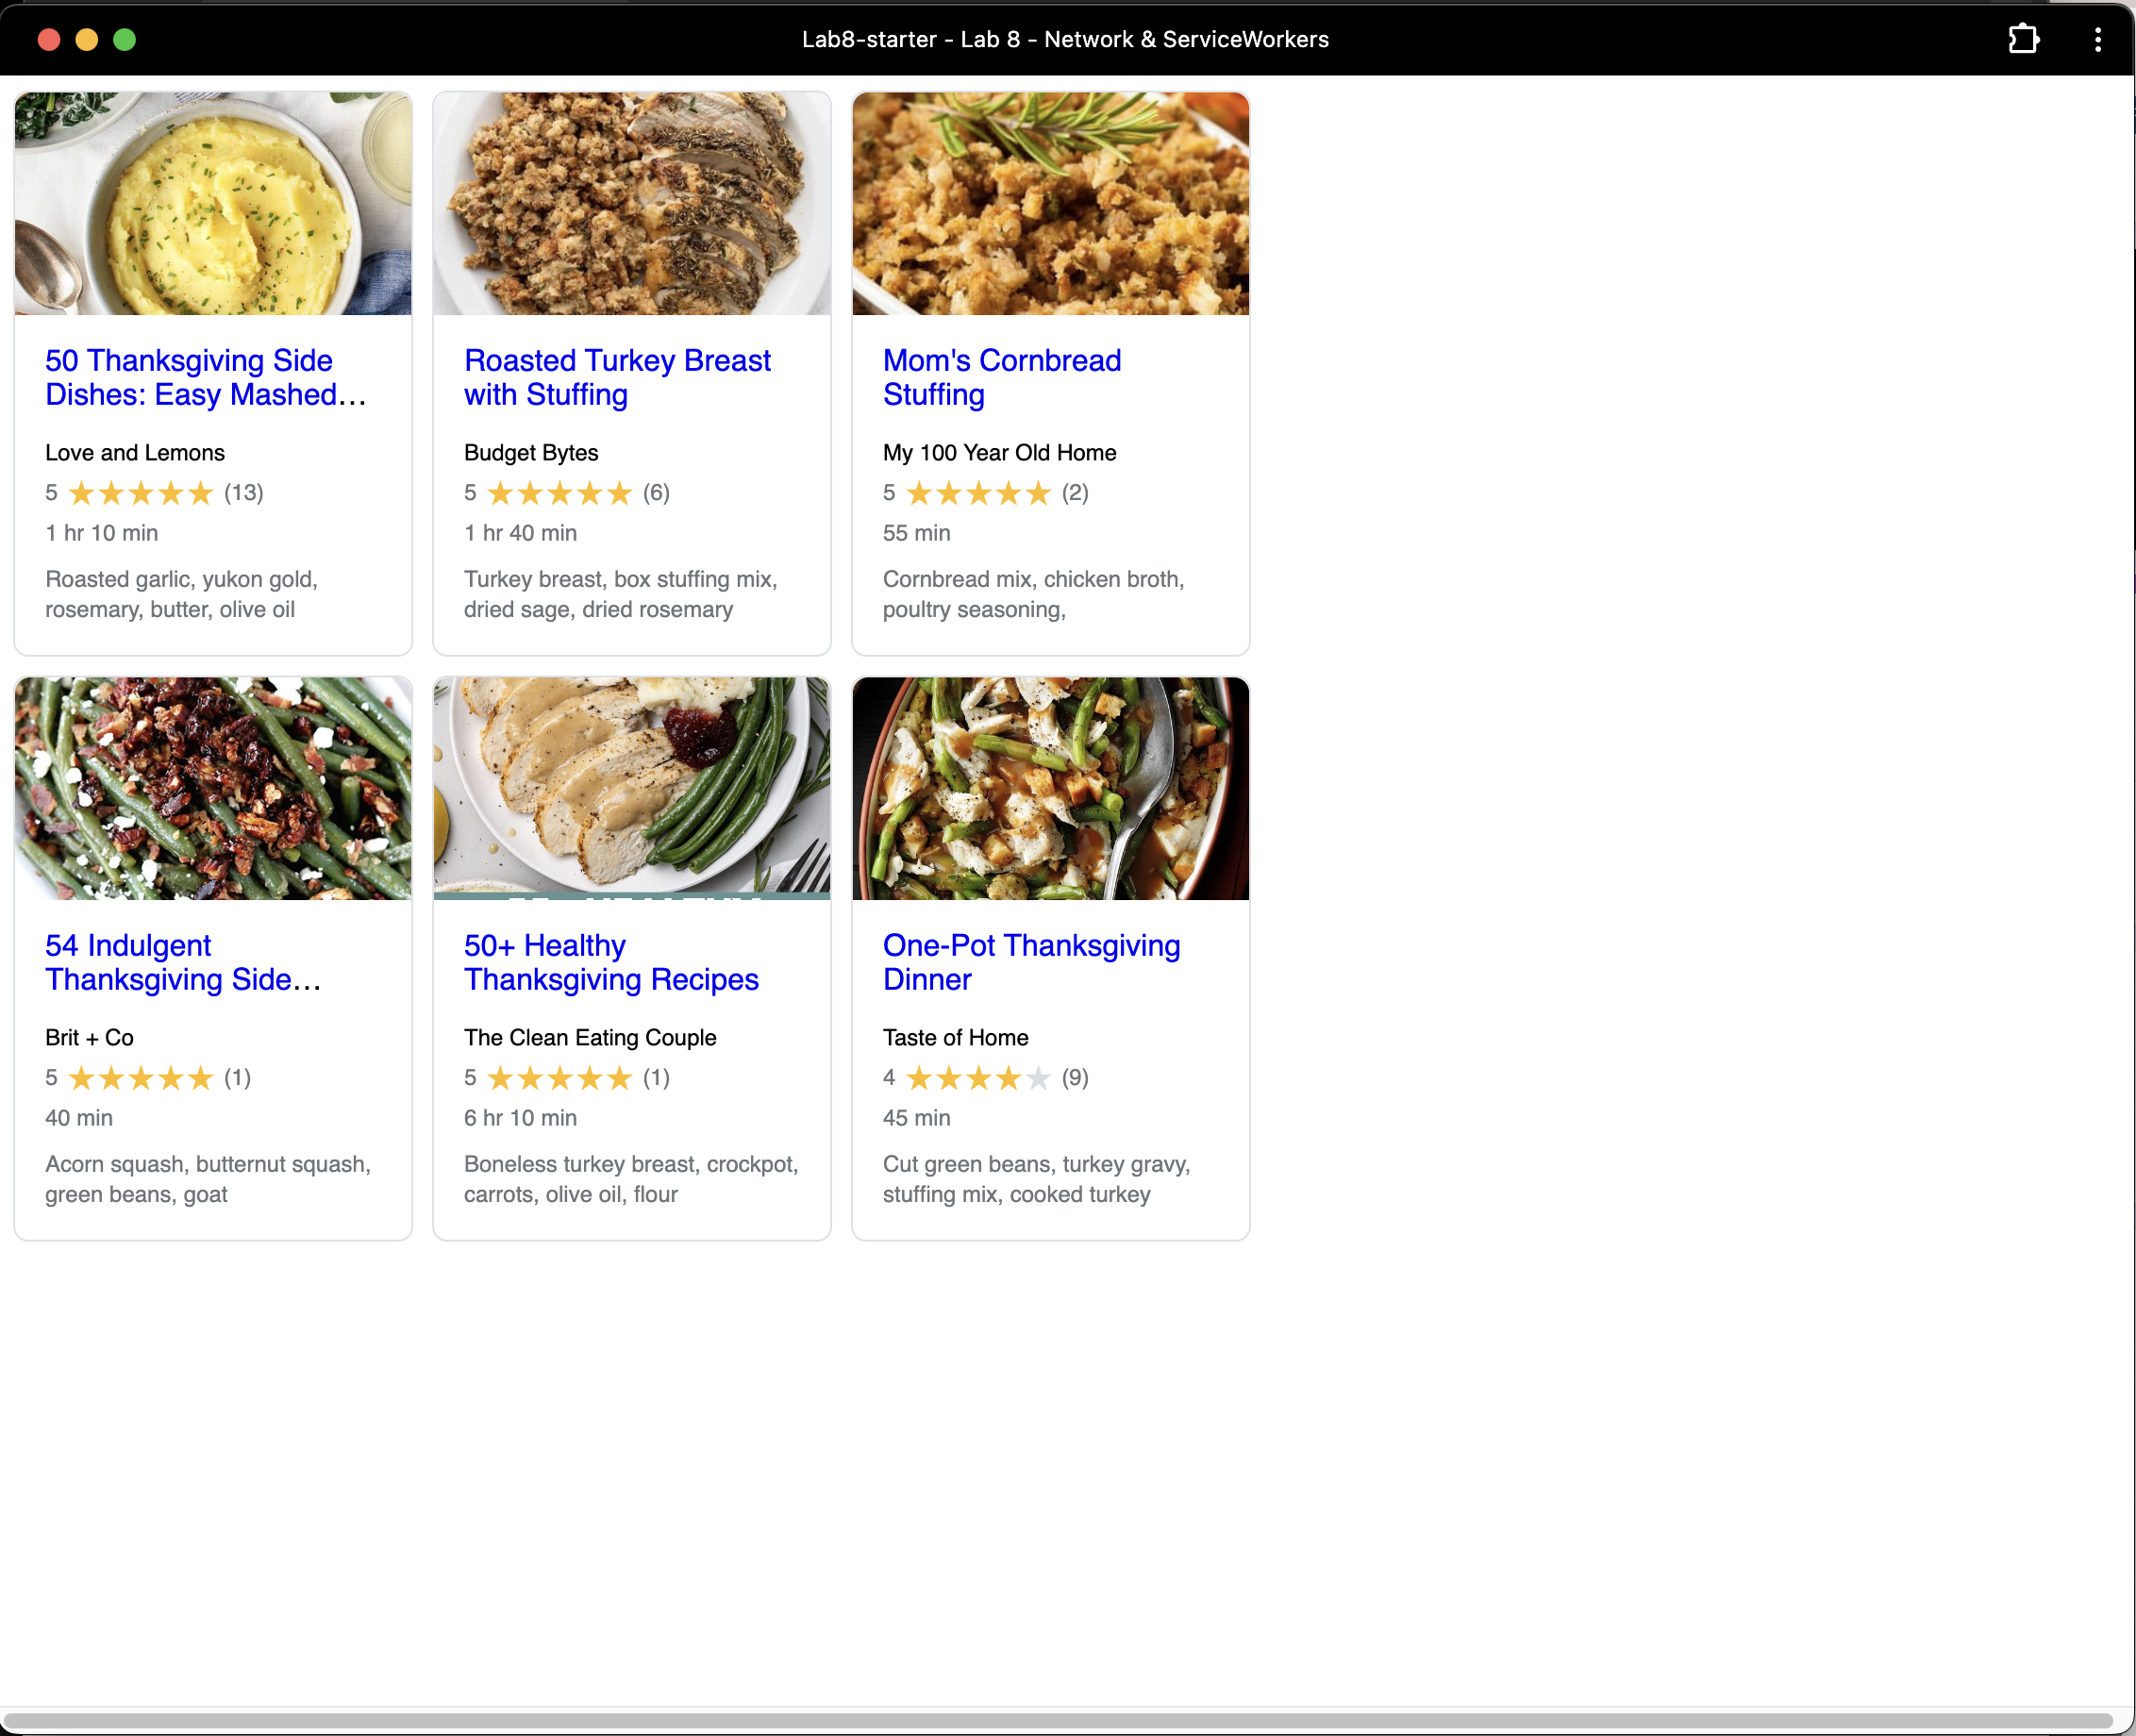 Lab8-starter - Lab 8 - Network & ServiceWorkers
50 Thanksgiving Side
Dishes: Easy Mashed...
Love and Lemons
5 ★★★★★ (13)
1 hr 10 min
Roasted garlic, yukon gold,
rosemary, butter, olive oil
Roasted Turkey Breast
with Stuffing
Budget Bytes
5 ★★★★★ (6)
1 hr 40 min
Turkey breast, box stuffing mix,
dried sage, dried rosemary
Mom's Cornbread
Stuffing
My 100 Year Old Home
5 ★★★★★ (2)
55 min
Cornbread mix, chicken broth,
poultry seasoning,
54 Indulgent
Thanksgiving Side...
Brit + Co
5 ★★★★★ (1)
40 min
Acorn squash, butternut squash,
green beans, goat
50+ Healthy
Thanksgiving Recipes
The Clean Eating Couple
5 ★★★★★ (1)
6 hr 10 min
Boneless turkey breast, crockpot,
carrots, olive oil, flour
One-Pot Thanksgiving
Dinner
Taste of Home
4 ★★★★★ (9)
45 min
Cut green beans, turkey gravy,
stuffing mix, cooked turkey